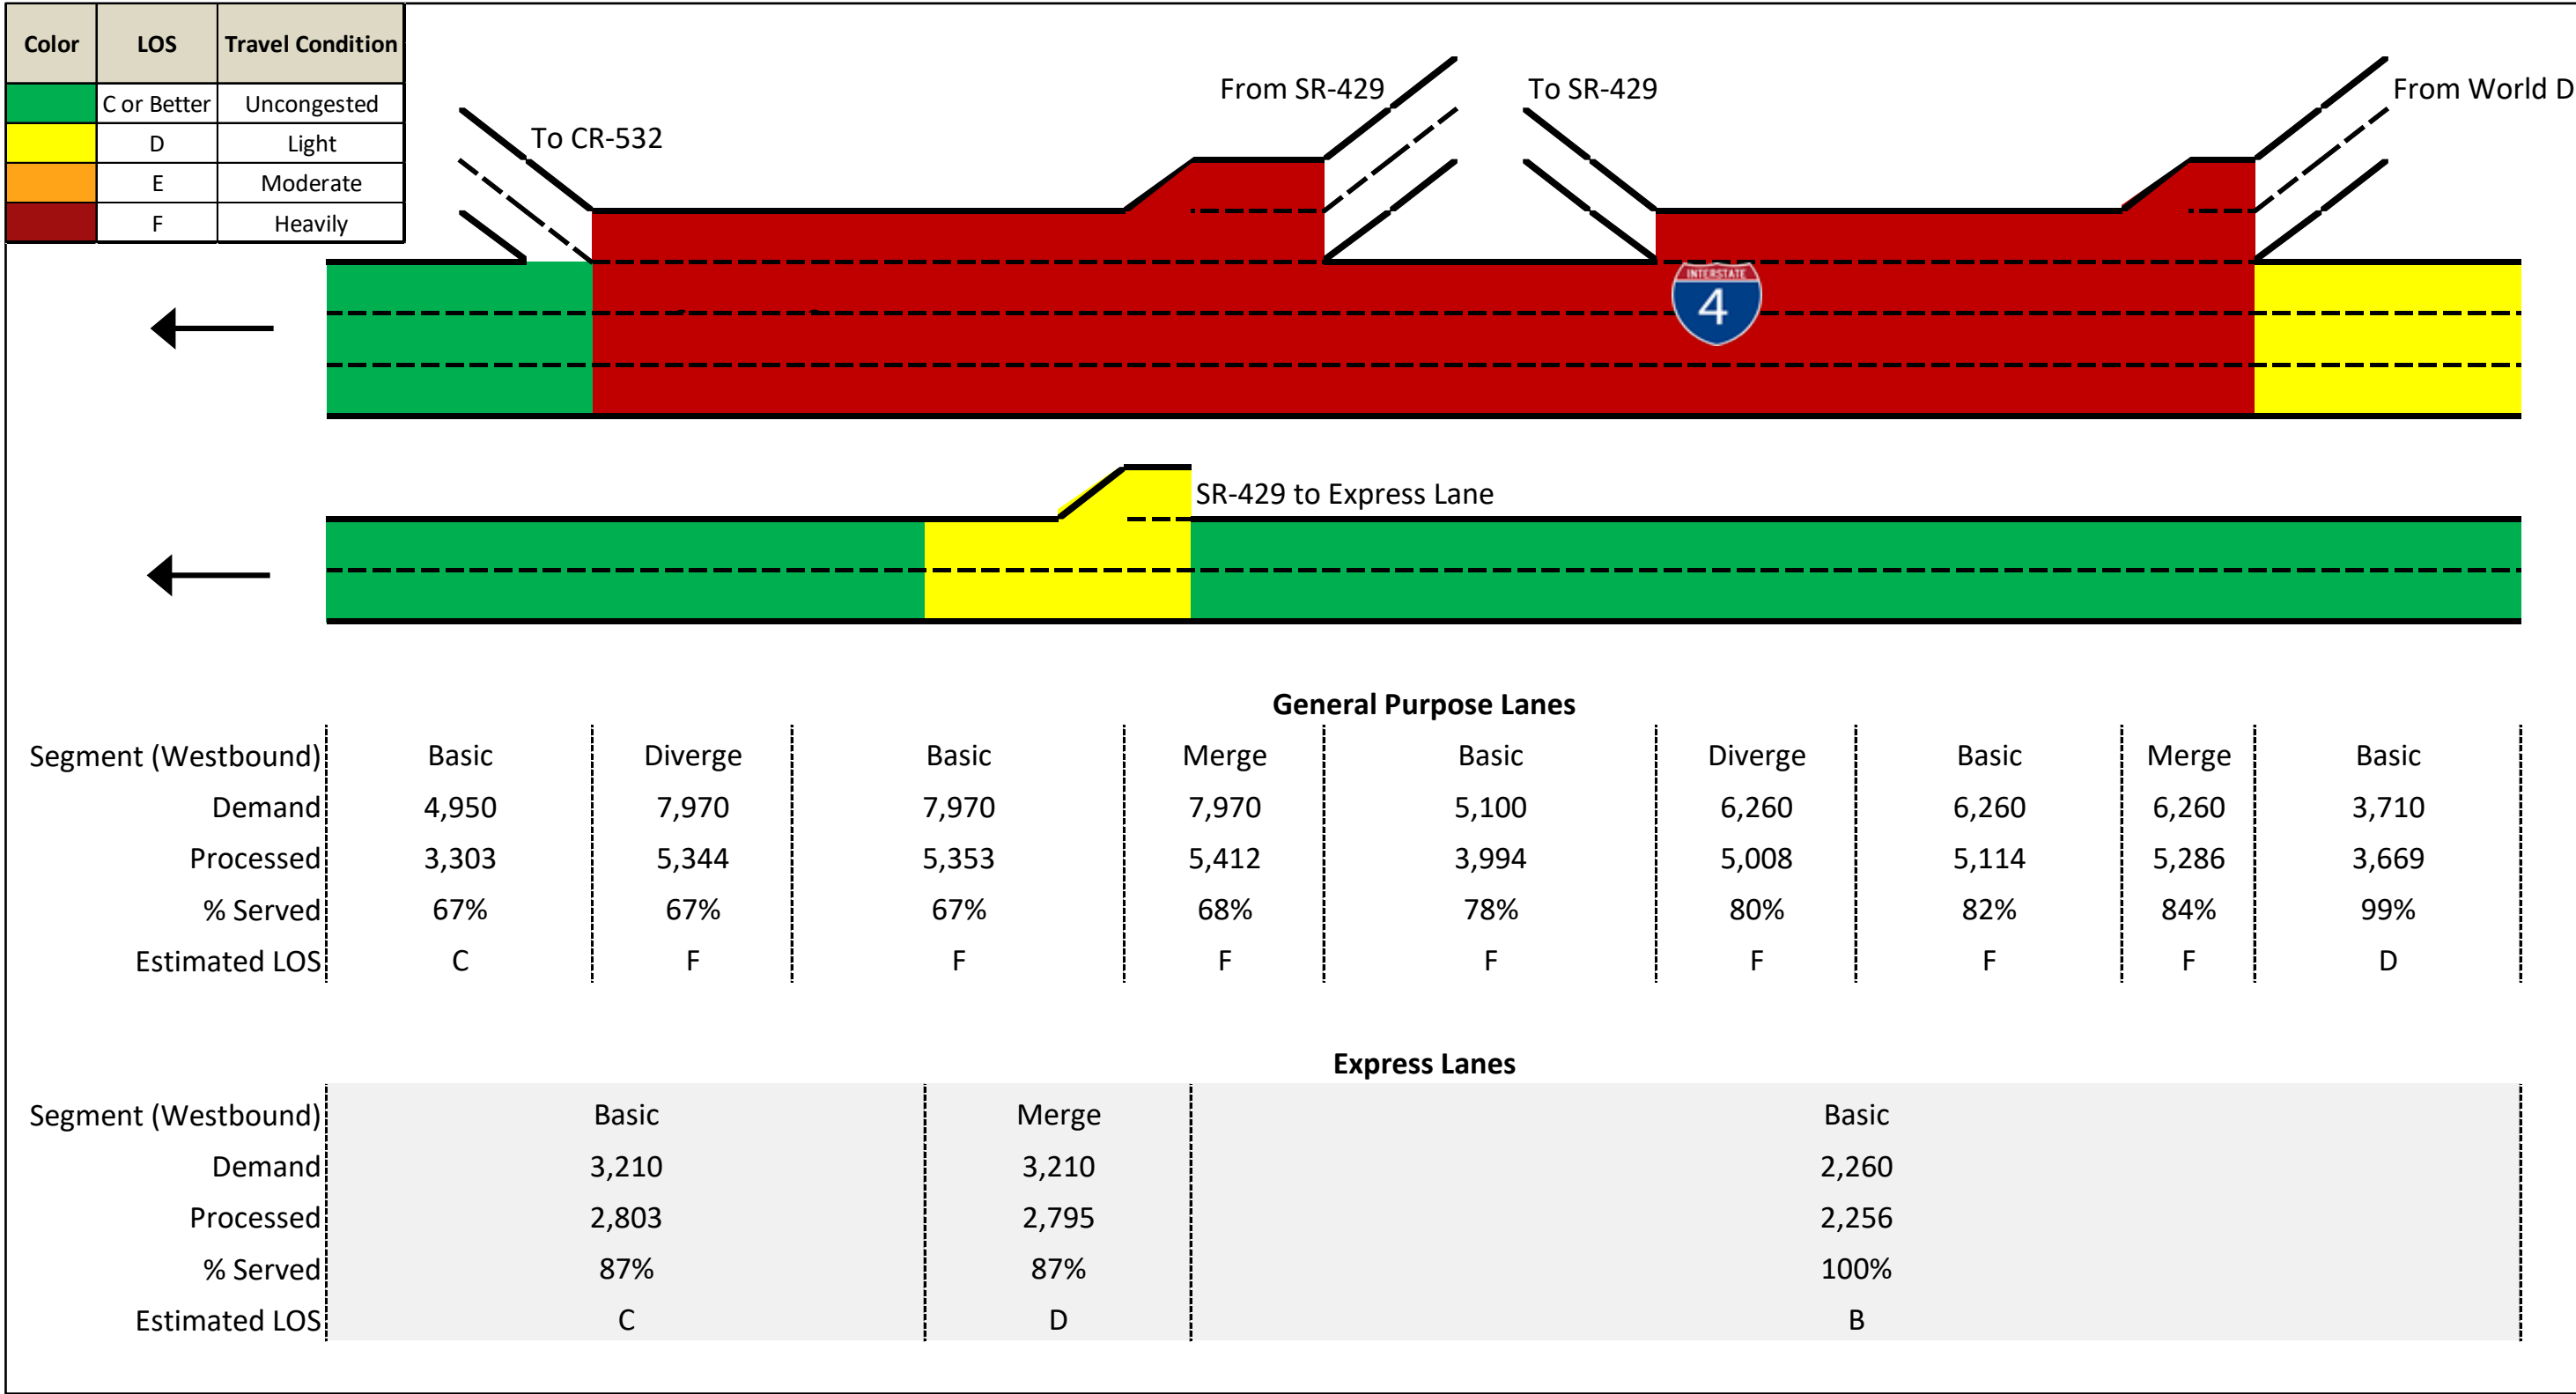 Color LOS Travel Condition
C or Better Uncongested
D Light
E Moderate
F Heavily
To CR-532
From SR-429
To SR-429
From World D
INTERSTATE
4
SR-429 to Express Lane
General Purpose Lanes
Segment (Westbound) Basic Diverge Basic Merge Basic Diverge Basic Merge Basic
Demand 4,950 7,970 7,970 7,970 5,100 6,260 6,260 6,260 3,710
Processed 3,303 5,344 5,353 5,412 3,994 5,008 5,114 5,286 3,669
% Served 67% 67% 67% 68% 78% 80% 82% 84% 99%
Estimated LOS C F F F F F F F D
Express Lanes
Segment (Westbound) Basic Merge Basic
Demand 3,210 3,210 2,260
Processed 2,803 2,795 2,256
% Served 87% 87% 100%
Estimated LOS C D B